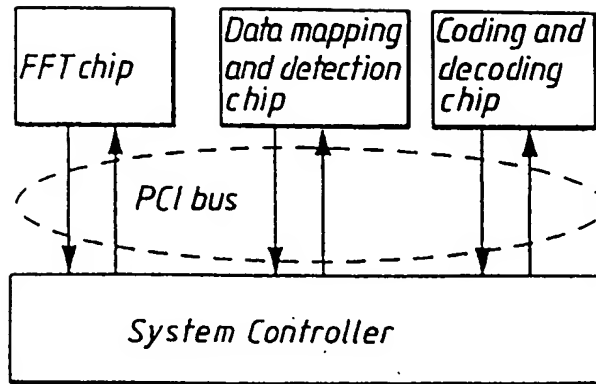 FFT chip
Data mapping
and detection
chip
Coding and
decoding
chip
PCI bus
System Controller